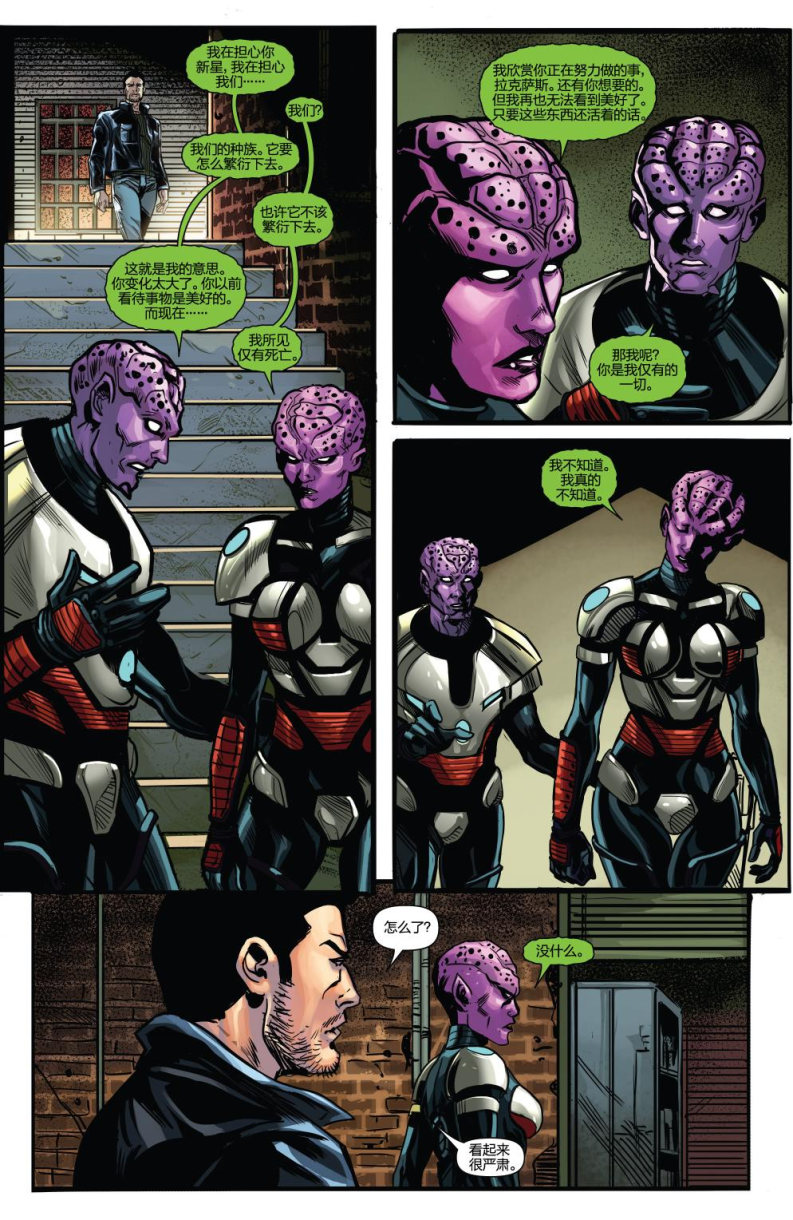 我在担心你
新星，我在担心
我们……
我们？
我们的种族。它要
怎么繁衍下去。
也许它不该
繁衍下去。
这就是我的意思。
你变化太大了。你以前
看待事物是美好的。
而现在……
我所见
仅有死亡。
我欣赏你正在努力做的事，
拉克萨斯。还有你想要的。
但我再也无法看到美好了。
只要这些东西还活着的话。
那我呢？
你是我仅有的
一切。
我不知道。
我真的
不知道。
怎么了？
没什么。
看起来
很严肃。